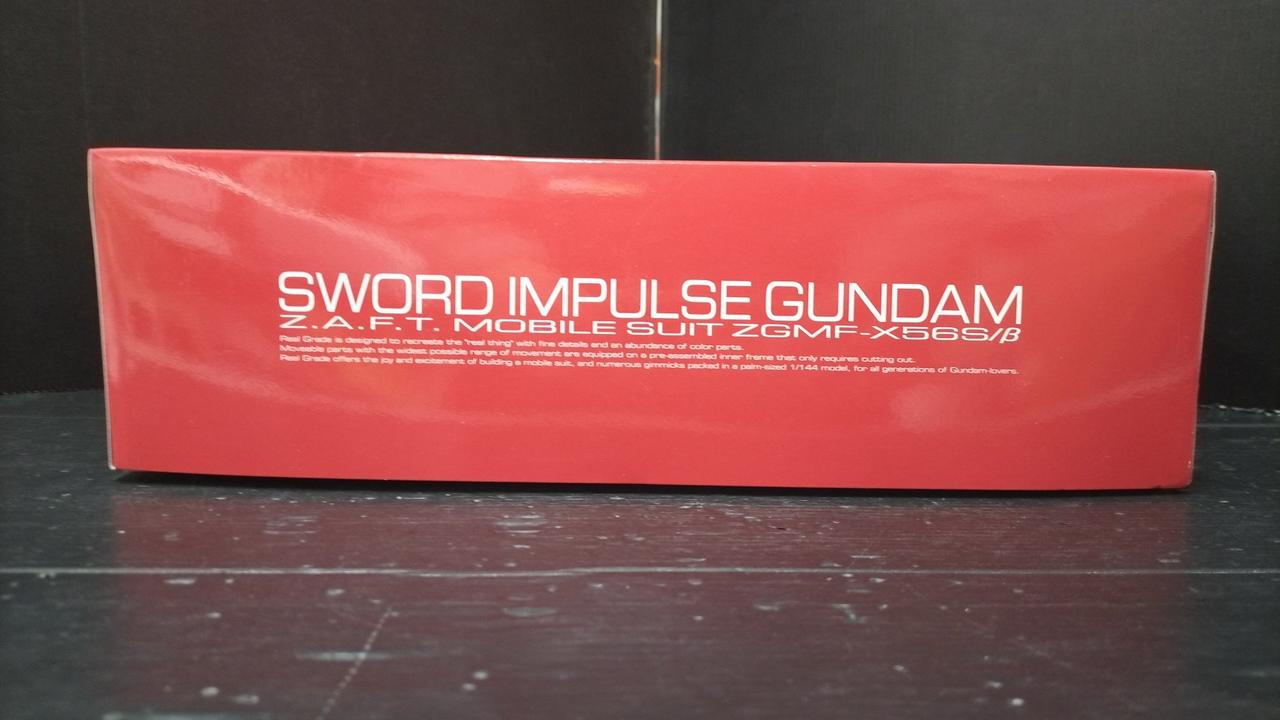 SWORD IMPULSE GUNDAM
Z.A.F.T. MOBILE SUIT ZGMF-X56S/β
Real Grade is designed to recreate the "real thing" with fine details and an abundance of color parts.
Moveable parts with the widest possible range of movement are equipped on a pre-assembled inner frame that only requires cutting out.
Real Grade offers the joy and excitement of building a mobile suit, and numerous gimmicks packed in a palm-sized 1/144 model, for all generations of Gundam-lovers.